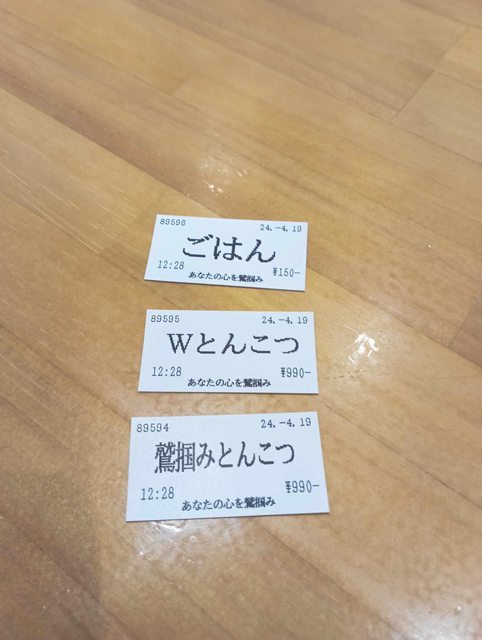 89596 24.-4.19
ごはん
12:28 ¥150-
あなたの心を鷲掴み
89595 24.-4.19
Wとんこつ
12:28 ¥990-
あなたの心を鷲掴み
89594 24.-4.19
鷲掴みとんこつ
12:28 ¥990-
あなたの心を鷲掴み